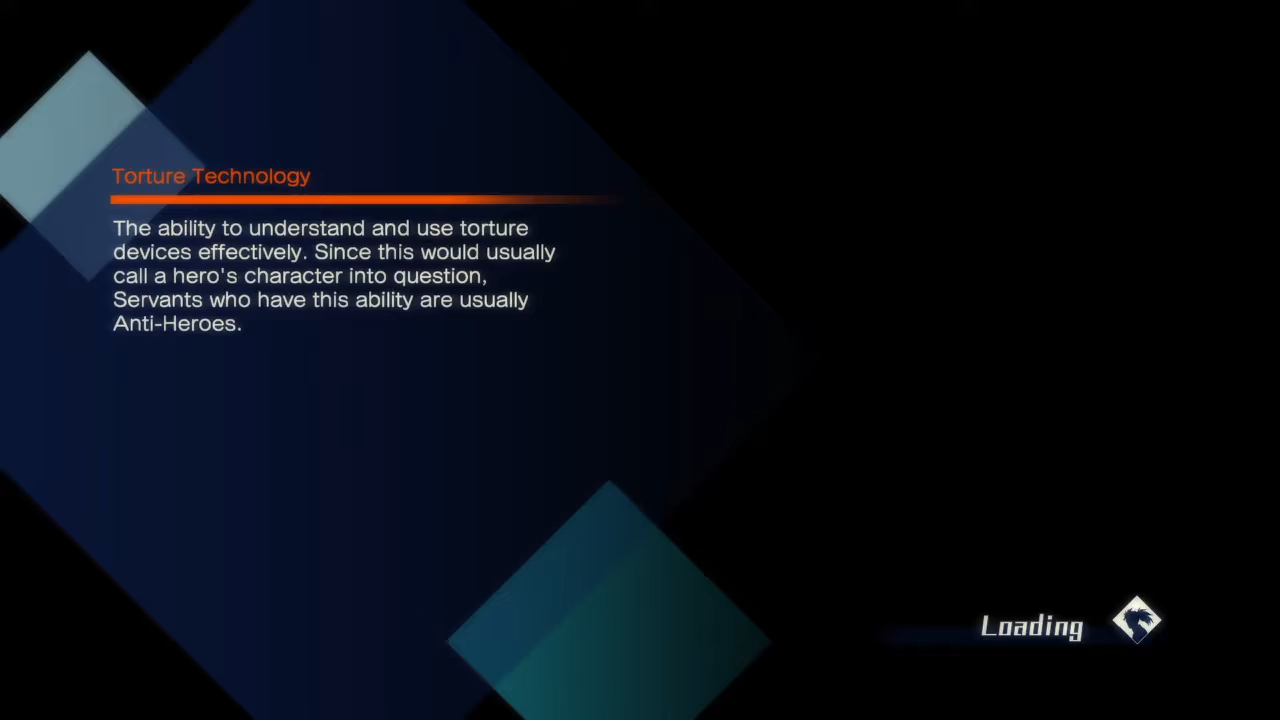 Torture Technology
The ability to understand and use torture
devices effectively. Since this would usually
call a hero's character into question,
Servants who have this ability are usually
Anti-Heroes.
Loading